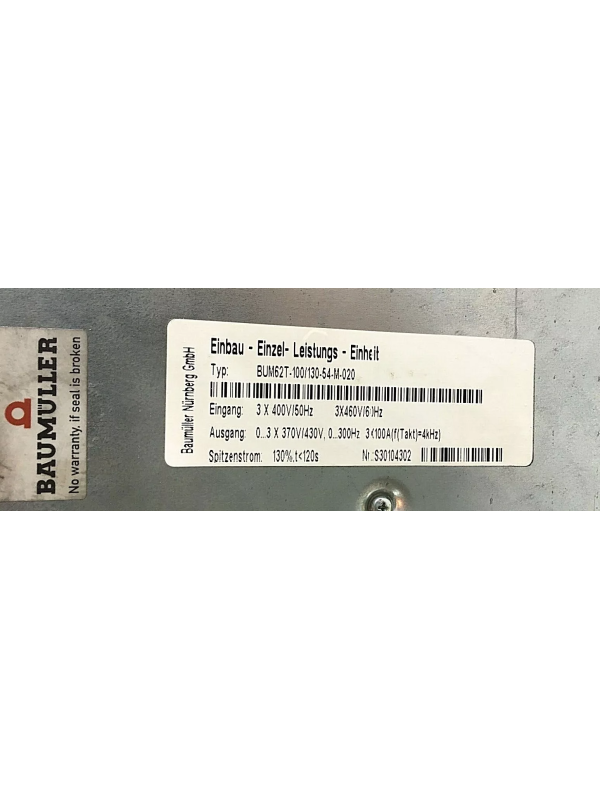 BAUMÜLLER
No warranty, if seal is broken
Baumüller Nürnberg GmbH
Einbau - Einzel- Leistungs - Einheit
Typ: BUM62T-100/130-54-M-020
Eingang: 3 X 400V/50Hz 3X460V/60Hz
Ausgang: 0...3 X 370V/430V, 0...300Hz 3<100A(f(Takt)=4kHz)
Spitzenstrom: 130%,t<120s Nr.:S30104302